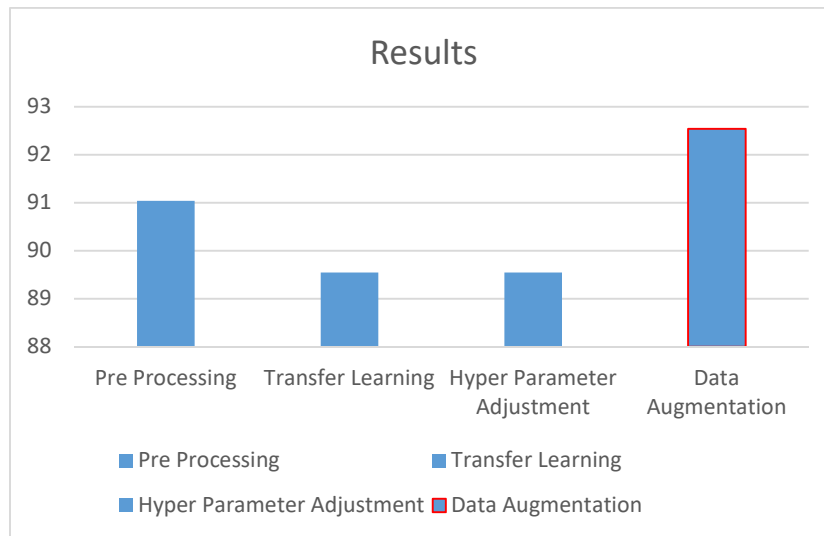 Results
93
92
91
90
89
88
Pre Processing
Transfer Learning
Hyper Parameter
Adjustment
Data
Augmentation
Pre Processing
Transfer Learning
Hyper Parameter Adjustment
Data Augmentation